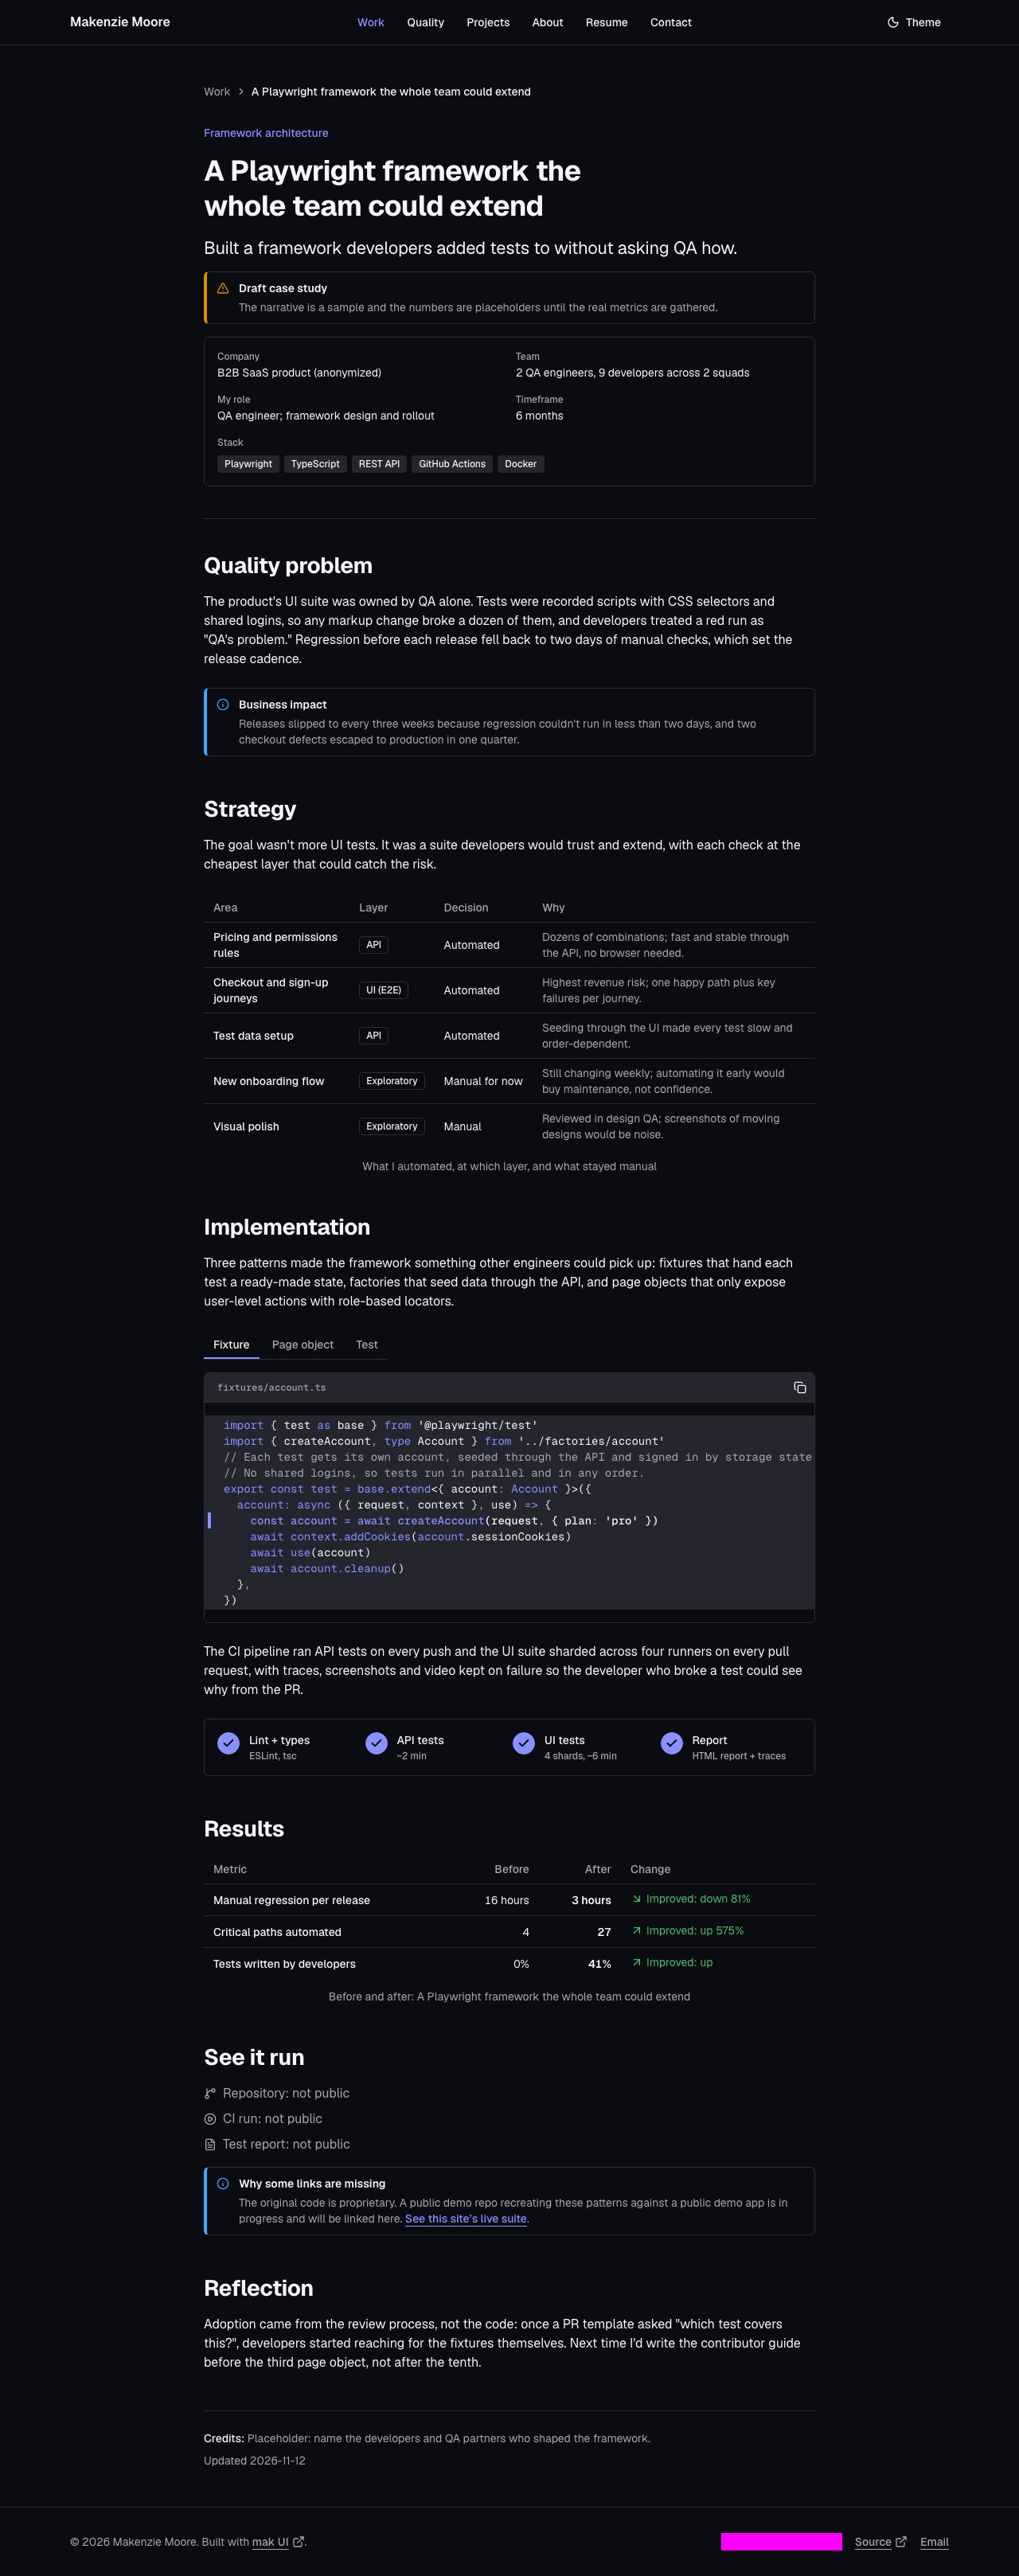 Makenzie Moore
Work Quality Projects About Resume Contact
Theme
Work > A Playwright framework the whole team could extend
Framework architecture
A Playwright framework the
whole team could extend
Built a framework developers added tests to without asking QA how.
Draft case study
The narrative is a sample and the numbers are placeholders until the real metrics are gathered.
Company
B2B SaaS product (anonymized)
Team
2 QA engineers, 9 developers across 2 squads
My role
QA engineer; framework design and rollout
Timeframe
6 months
Stack
Playwright TypeScript REST API GitHub Actions Docker
Quality problem
The product's UI suite was owned by QA alone. Tests were recorded scripts with CSS selectors and
shared logins, so any markup change broke a dozen of them, and developers treated a red run as
"QA's problem." Regression before each release fell back to two days of manual checks, which set the
release cadence.
Business impact
Releases slipped to every three weeks because regression couldn't run in less than two days, and two
checkout defects escaped to production in one quarter.
Strategy
The goal wasn't more UI tests. It was a suite developers would trust and extend, with each check at the
cheapest layer that could catch the risk.
Area Layer Decision Why
Pricing and permissions
rules
API
Automated
Dozens of combinations; fast and stable through
the API, no browser needed.
Checkout and sign-up
journeys
UI (E2E)
Automated
Highest revenue risk; one happy path plus key
failures per journey.
Test data setup
API
Automated
Seeding through the UI made every test slow and
order-dependent.
New onboarding flow
Exploratory
Manual for now
Still changing weekly; automating it early would
buy maintenance, not confidence.
Visual polish
Exploratory
Manual
Reviewed in design QA; screenshots of moving
designs would be noise.
What I automated, at which layer, and what stayed manual
Implementation
Three patterns made the framework something other engineers could pick up: fixtures that hand each
test a ready-made state, factories that seed data through the API, and page objects that only expose
user-level actions with role-based locators.
Fixture Page object Test
fixtures/account.ts
import { test as base } from '@playwright/test'
import { createAccount, type Account } from '../factories/account'
// Each test gets its own account, seeded through the API and signed in by storage state
// No shared logins, so tests run in parallel and in any order.
export const test = base.extend<{ account: Account }>({
account: async ({ request, context }, use) => {
const account = await createAccount(request, { plan: 'pro' })
await context.addCookies(account.sessionCookies)
await use(account)
await account.cleanup()
},
})
The CI pipeline ran API tests on every push and the UI suite sharded across four runners on every pull
request, with traces, screenshots and video kept on failure so the developer who broke a test could see
why from the PR.
Lint + types
ESLint, tsc
API tests
~2 min
UI tests
4 shards, ~6 min
Report
HTML report + traces
Results
Metric Before After Change
Manual regression per release 16 hours 3 hours Improved: down 81%
Critical paths automated 4 27 Improved: up 575%
Tests written by developers 0% 41% Improved: up
Before and after: A Playwright framework the whole team could extend
See it run
Repository: not public
CI run: not public
Test report: not public
Why some links are missing
The original code is proprietary. A public demo repo recreating these patterns against a public demo app is in
progress and will be linked here. See this site's live suite.
Reflection
Adoption came from the review process, not the code: once a PR template asked "which test covers
this?", developers started reaching for the fixtures themselves. Next time I'd write the contributor guide
before the third page object, not after the tenth.
Credits: Placeholder: name the developers and QA partners who shaped the framework.
Updated 2026-11-12
© 2026 Makenzie Moore. Built with mak UI.
Source Email